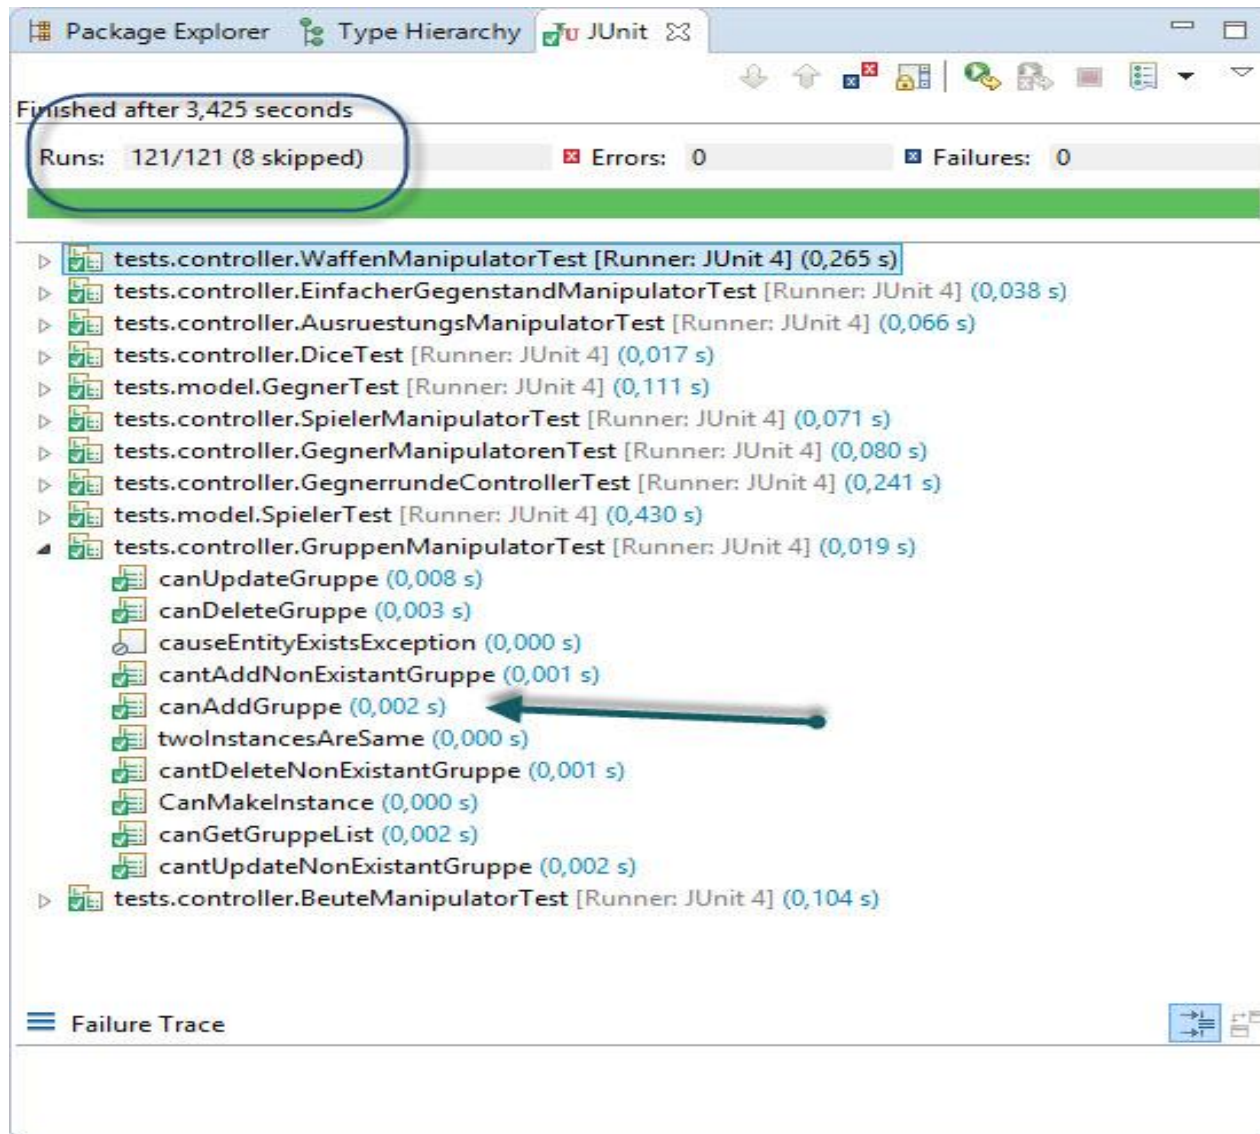 Package Explorer Type Hierarchy JUnit
Finished after 3,425 seconds
Runs: 121/121 (8 skipped) Errors: 0 Failures: 0
tests.controller.WaffenManipulatorTest [Runner: JUnit 4] (0,265 s)
tests.controller.EinfacherGegenstandManipulatorTest [Runner: JUnit 4] (0,038 s)
tests.controller.AusruestungsManipulatorTest [Runner: JUnit 4] (0,066 s)
tests.controller.DiceTest [Runner: JUnit 4] (0,017 s)
tests.model.GegnerTest [Runner: JUnit 4] (0,111 s)
tests.controller.SpielerManipulatorTest [Runner: JUnit 4] (0,071 s)
tests.controller.GegnerManipulatorenTest [Runner: JUnit 4] (0,080 s)
tests.controller.GegnerrundeControllerTest [Runner: JUnit 4] (0,241 s)
tests.model.SpielerTest [Runner: JUnit 4] (0,430 s)
tests.controller.GruppenManipulatorTest [Runner: JUnit 4] (0,019 s)
canUpdateGruppe (0,008 s)
canDeleteGruppe (0,003 s)
causeEntityExistsException (0,000 s)
cantAddNonExistantGruppe (0,001 s)
canAddGruppe (0,002 s)
twoInstancesAreSame (0,000 s)
cantDeleteNonExistantGruppe (0,001 s)
CanMakeInstance (0,000 s)
canGetGruppeList (0,002 s)
cantUpdateNonExistantGruppe (0,002 s)
tests.controller.BeuteManipulatorTest [Runner: JUnit 4] (0,104 s)
Failure Trace